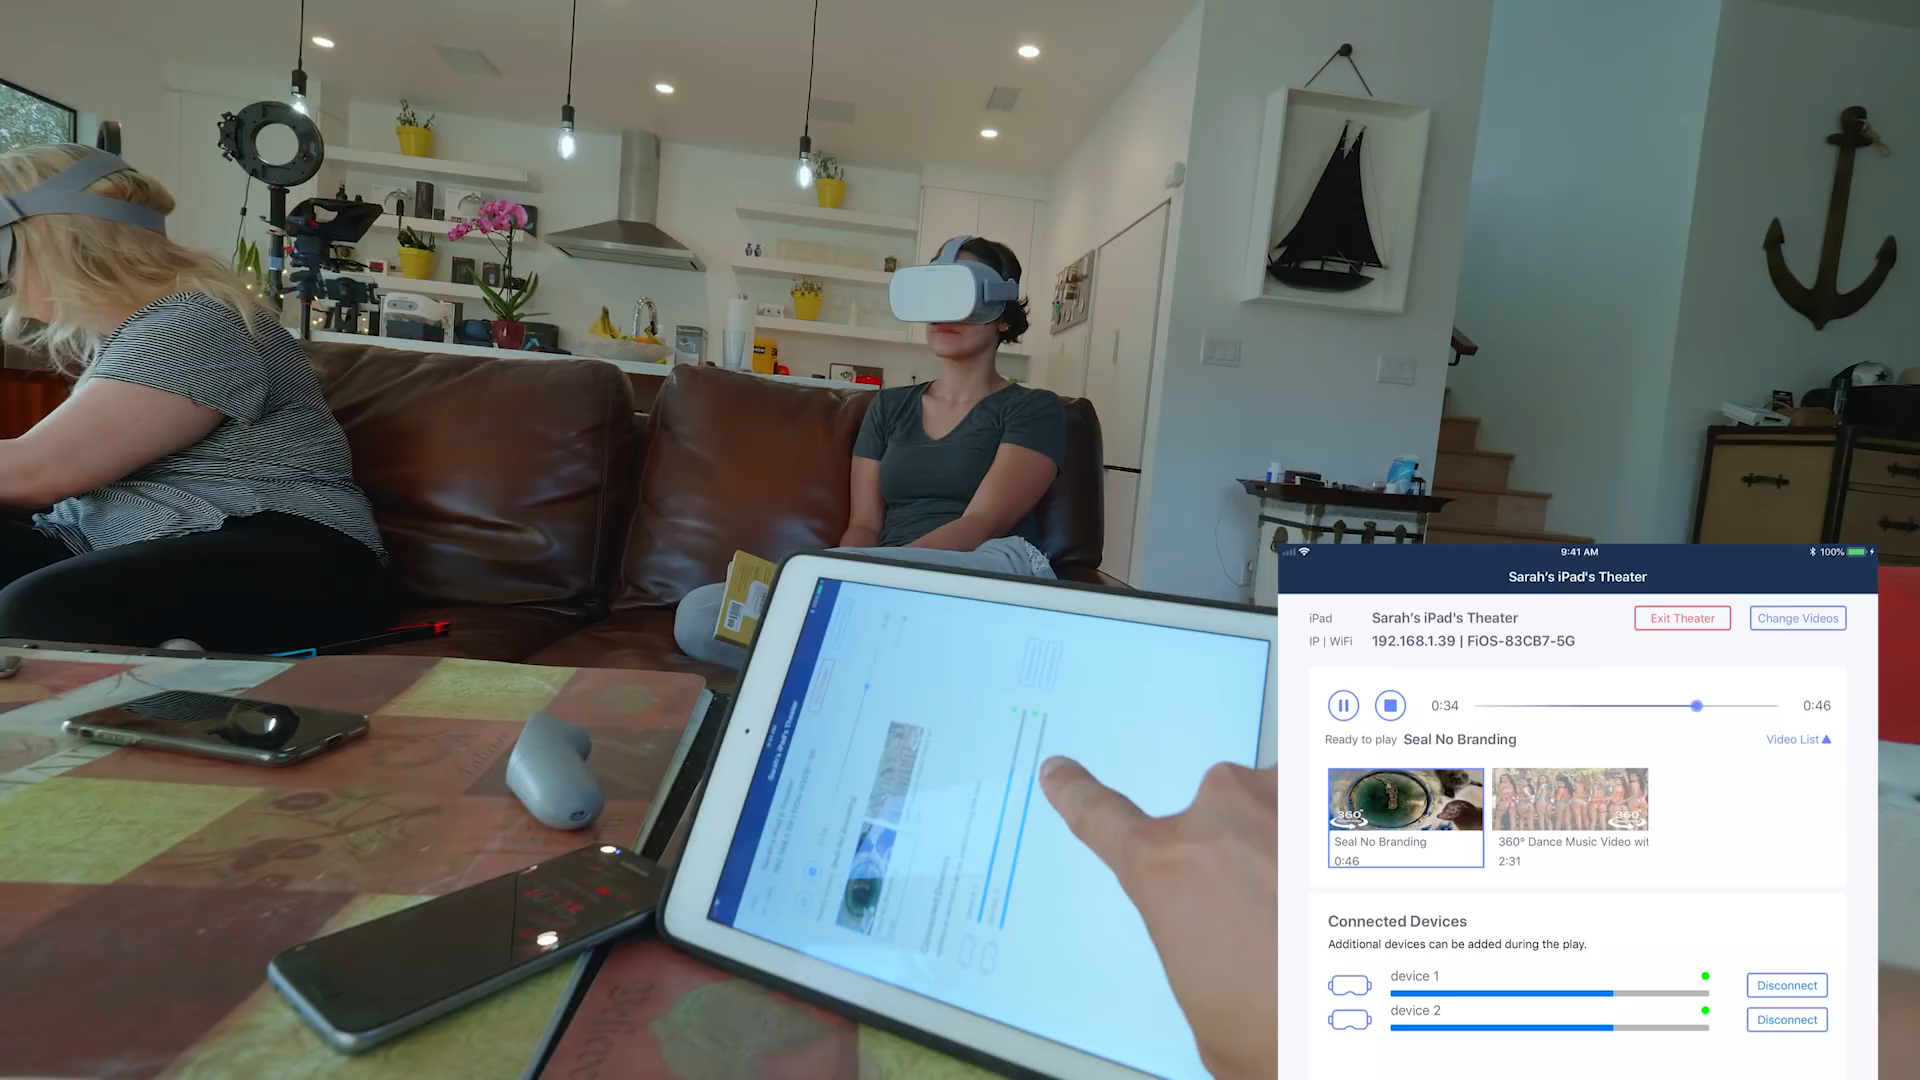 9:41 AM
100%
Sarah's iPad's Theater
iPad Sarah's iPad's Theater Exit Theater Change Videos
IP | WiFi 192.168.1.39 | FiOS-83CB7-5G
0:34 0:46
Ready to play Seal No Branding Video List
360°
360°
Seal No Branding 360° Dance Music Video wit
0:46 2:31
Connected Devices
Additional devices can be added during the play.
device 1 Disconnect
device 2 Disconnect